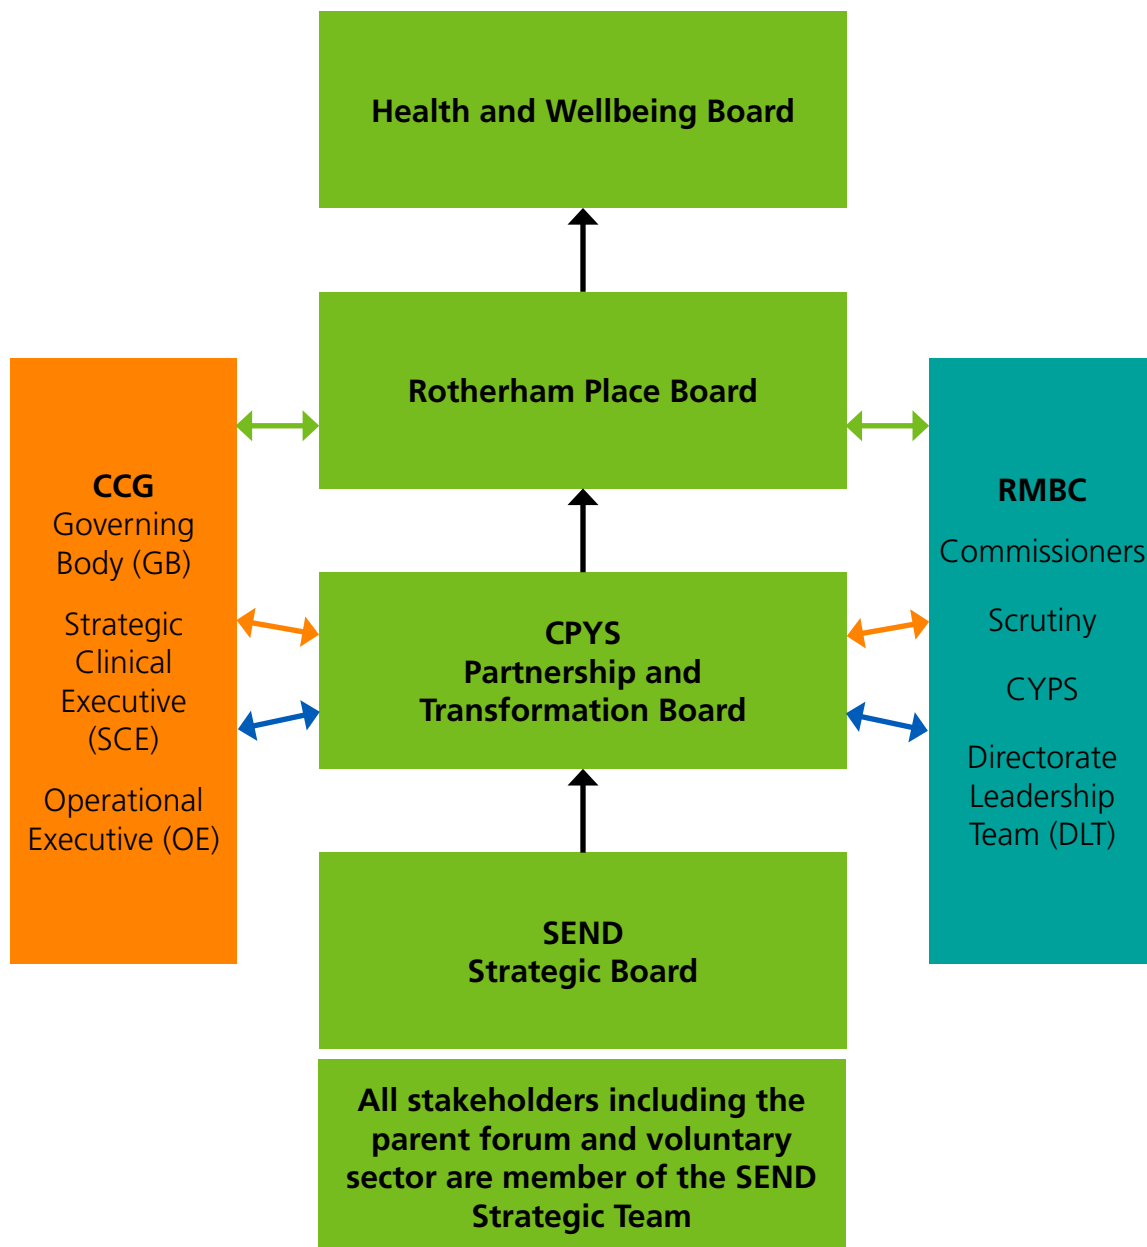 Health and Wellbeing Board
Rotherham Place Board
CCG
Governing
Body (GB)
Strategic
Clinical
Executive
(SCE)
Operational
Executive (OE)
CPYS
Partnership and
Transformation Board
RMBC
Commissioners
Scrutiny
CYPS
Directorate
Leadership
Team (DLT)
SEND
Strategic Board
All stakeholders including the
parent forum and voluntary
sector are member of the SEND
Strategic Team